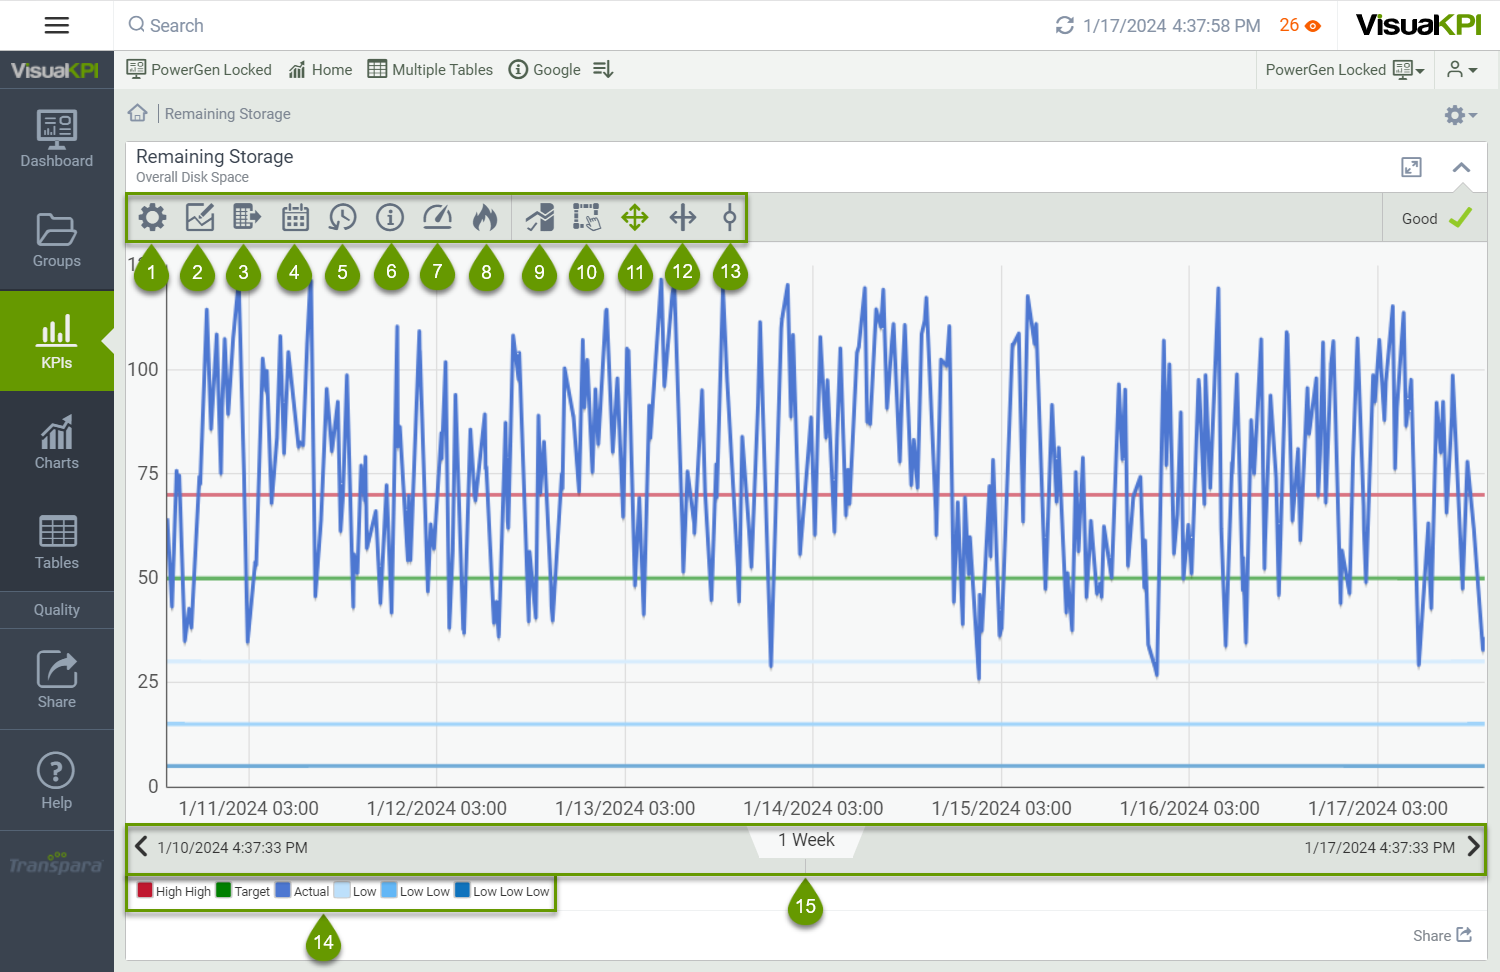 Search
1/17/2024 4:37:58 PM
26
VisualKPI
VisualKPI
PowerGen Locked
Home
Multiple Tables
Google
PowerGen Locked
Remaining Storage
Dashboard
Groups
KPIs
Charts
Tables
Quality
Share
Help
Transpara
Remaining Storage
Overall Disk Space
Good
1 2 3 4 5 6 7 8 9 10 11 12 13
100
75
50
25
0
1/11/2024 03:00
1/12/2024 03:00
1/13/2024 03:00
1/14/2024 03:00
1/15/2024 03:00
1/16/2024 03:00
1/17/2024 03:00
1/10/2024 4:37:33 PM
1 Week
1/17/2024 4:37:33 PM
High High
Target
Actual
Low
Low Low
Low Low Low
15
14
Share